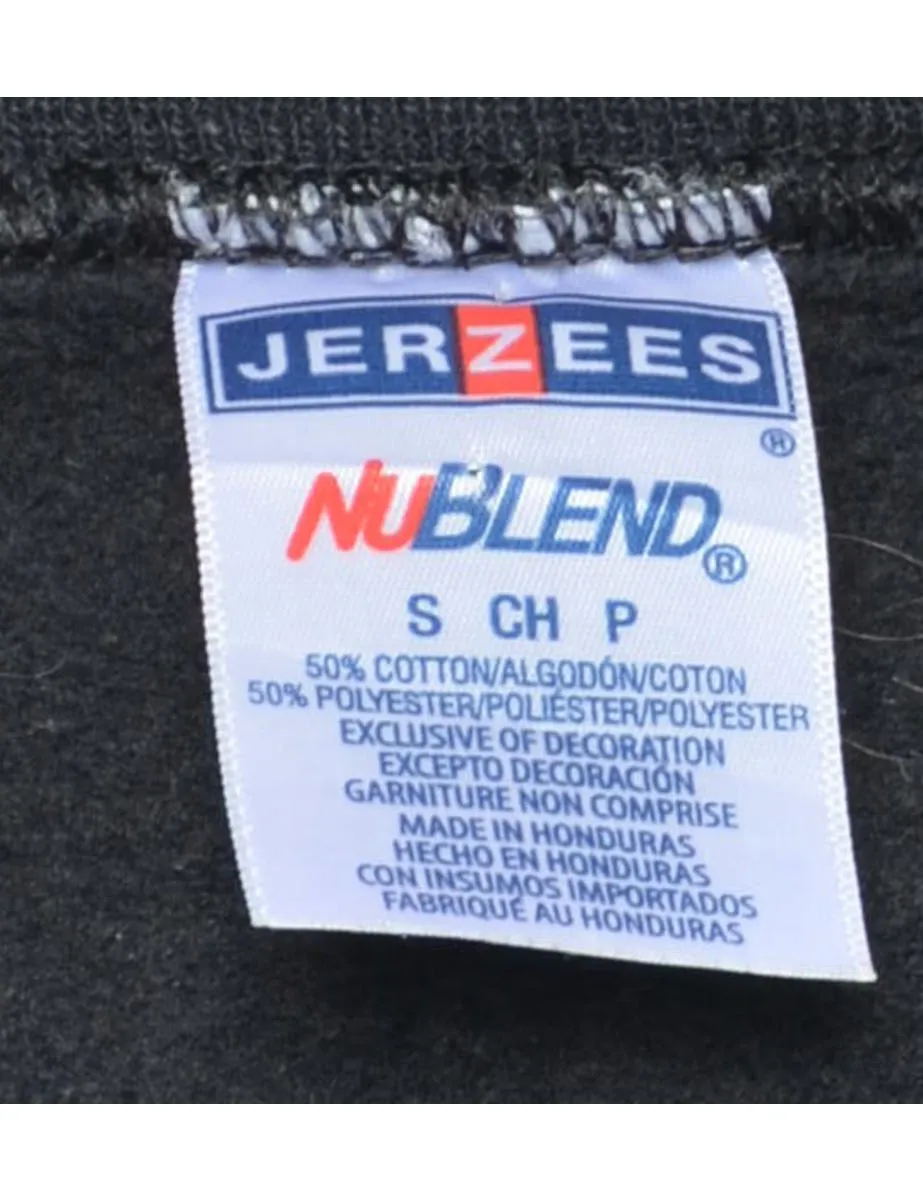 JERZEES
®
NUBLEND®
S CH P
50% COTTON/ALGODÓN/COTON
50% POLYESTER/POLIÉSTER/POLYESTER
EXCLUSIVE OF DECORATION
EXCEPTO DECORACIÓN
GARNITURE NON COMPRISE
MADE IN HONDURAS
HECHO EN HONDURAS
CON INSUMOS IMPORTADOS
FABRIQUÉ AU HONDURAS